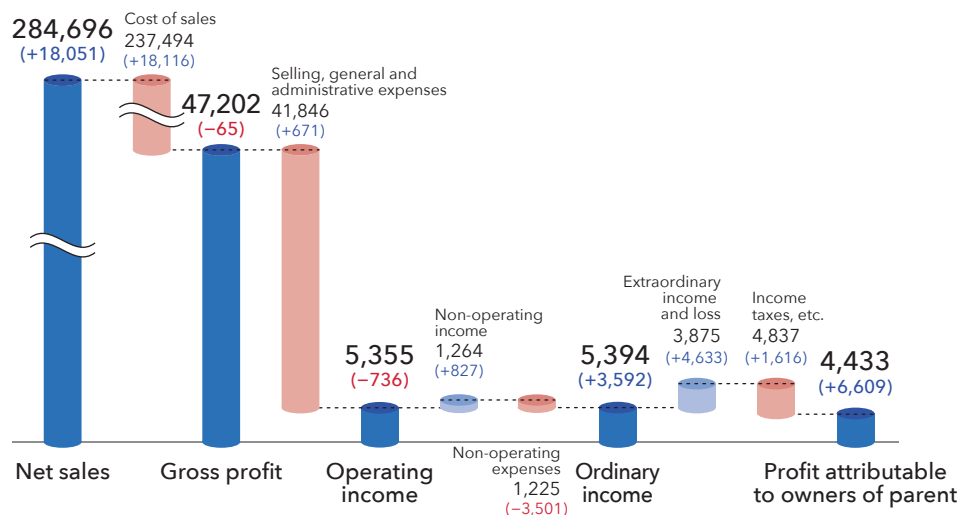 284,696
(+18,051)
Cost of sales
237,494
(+18,116)
47,202
(−65)
Selling, general and
administrative expenses
41,846
(+671)
5,355
(−736)
Non-operating
income
1,264
(+827)
Non-operating
expenses
1,225
(−3,501)
5,394
(+3,592)
Extraordinary
income
and loss
3,875
(+4,633)
Income
taxes, etc.
4,837
(+1,616)
4,433
(+6,609)
Net sales
Gross profit
Operating
income
Ordinary
income
Profit attributable
to owners of parent